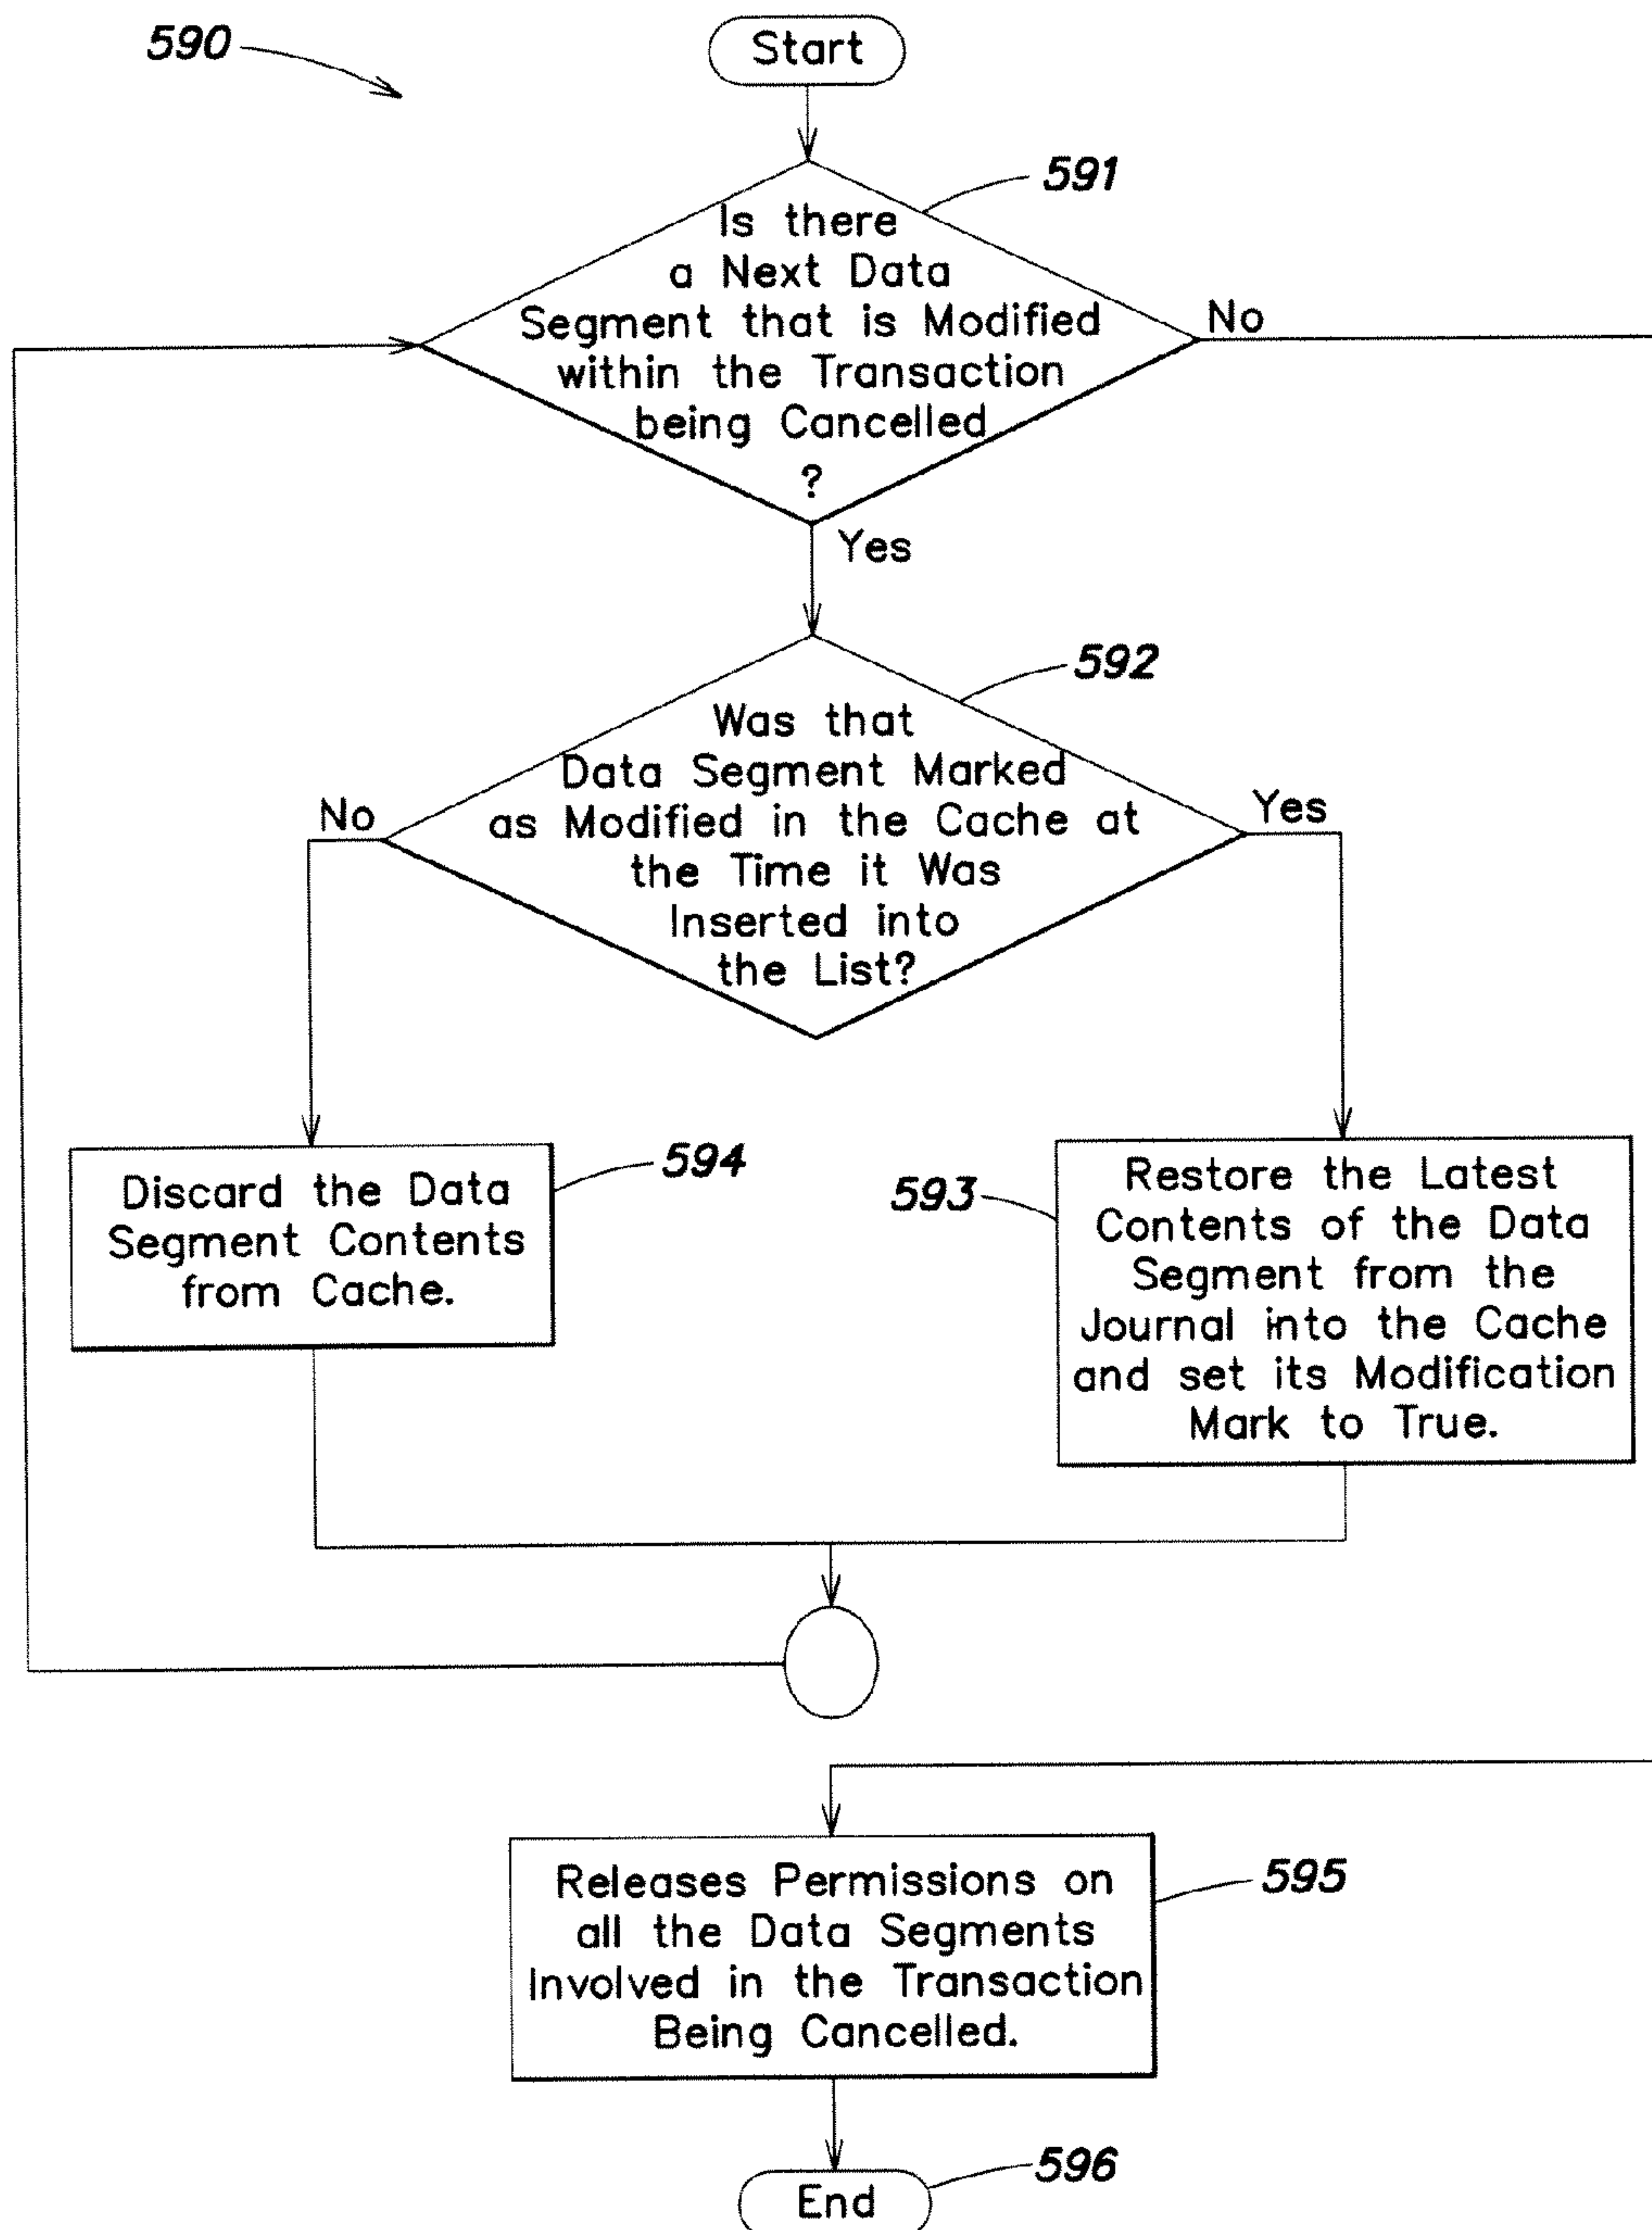 590
Start
591
Is there
a Next Data
Segment that is Modified
within the Transaction
being Cancelled
?
No
Yes
592
Was that
Data Segment Marked
as Modified in the Cache at
the Time it Was
Inserted into
the List?
No
Yes
594
Discard the Data
Segment Contents
from Cache.
593
Restore the Latest
Contents of the Data
Segment from the
Journal into the Cache
and set its Modification
Mark to True.
Releases Permissions on
all the Data Segments
Involved in the Transaction
Being Cancelled.
595
596
End